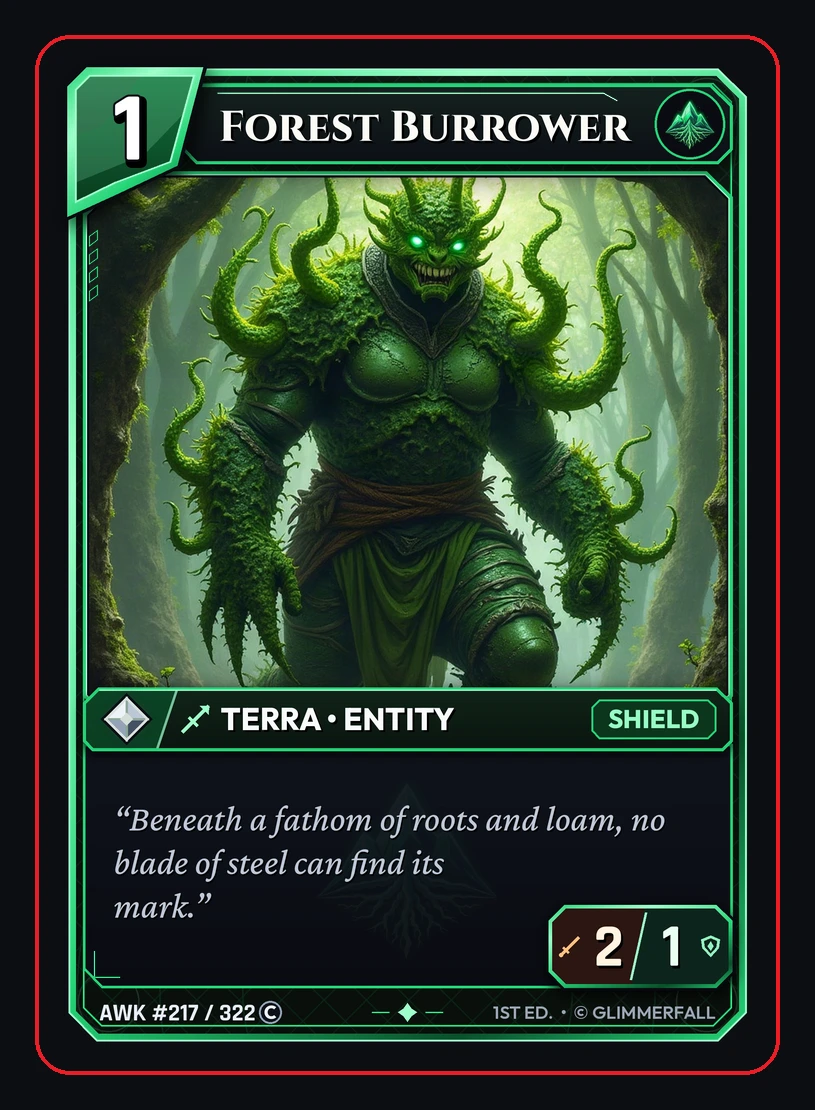 1
Forest Burrower
TERRA • ENTITY
SHIELD
“Beneath a fathom of roots and loam, no
blade of steel can find its
mark.”
2 / 1
AWK #217 / 322 Ⓒ
1ST ED. • © GLIMMERFALL